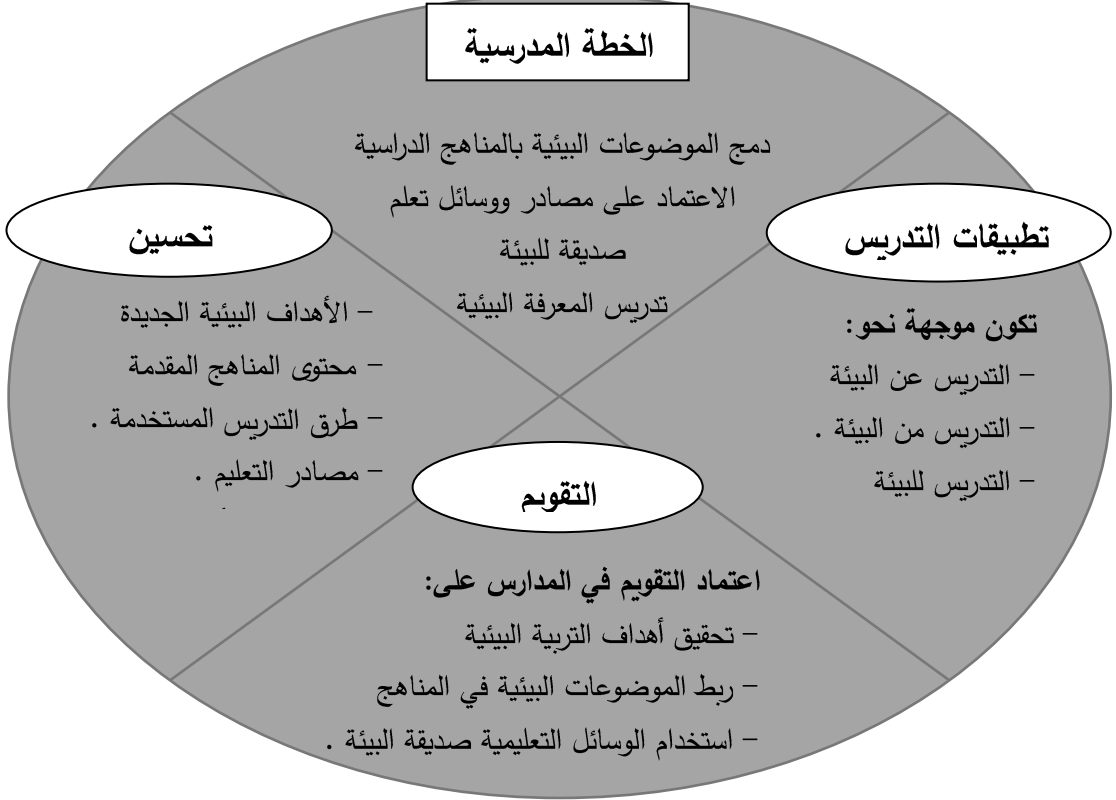 الخطة المدرسية
دمج الموضوعات البيئية بالمناهج الدراسية
الاعتماد على مصادر ووسائل تعلم
صديقة للبيئة
تدريس المعرفة البيئية
تطبيقات التدريس
تكون موجهة نحو:
– التدريس عن البيئة
– التدريس من البيئة .
– التدريس للبيئة
التقويم
اعتماد التقويم في المدارس على:
– تحقيق أهداف التربية البيئية
– ربط الموضوعات البيئية في المناهج
– استخدام الوسائل التعليمية صديقة البيئة .
تحسين
– الأهداف البيئية الجديدة
– محتوى المناهج المقدمة
– طرق التدريس المستخدمة .
– مصادر التعليم .